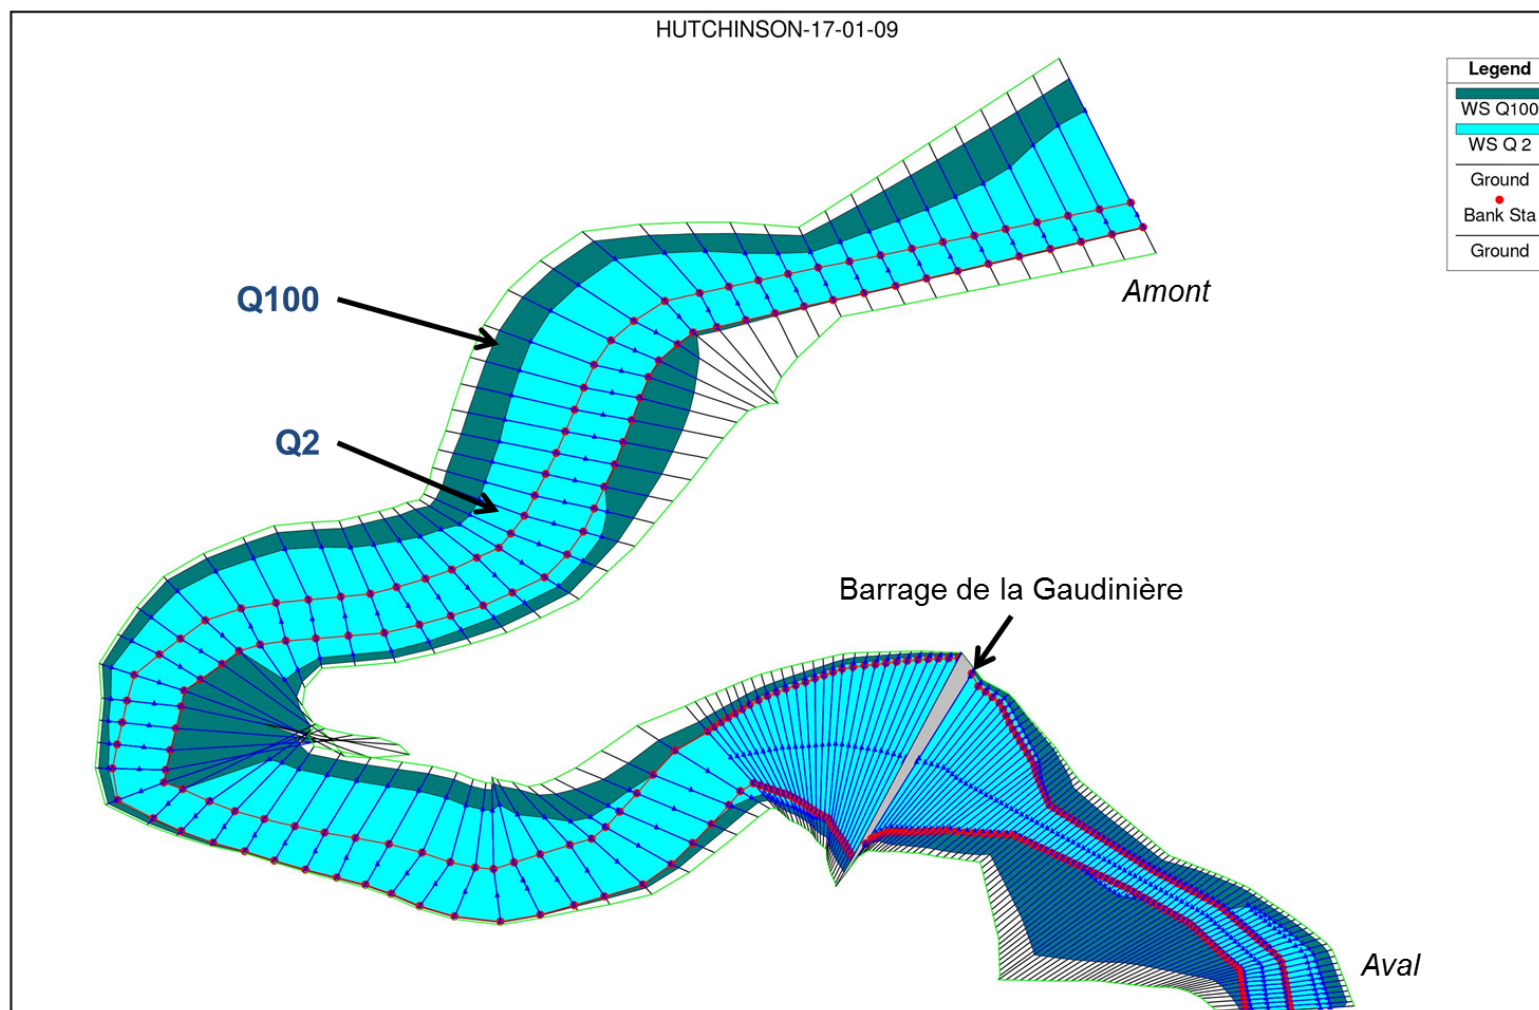 HUTCHINSON-17-01-09
Legend
WS Q100
WS Q 2
Ground
Bank Sta
Ground
Amont
Q100
Q2
Barrage de la Gaudinière
Aval